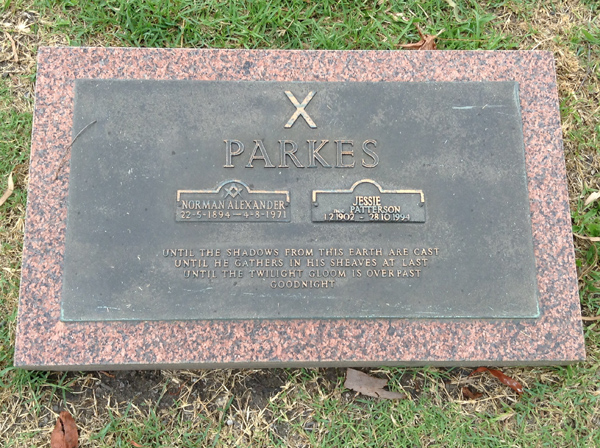 X
PARKES
NORMAN ALEXANDER
22-5-1894 — 4-8-1971
JESSIE
PATTERSON
1·2·1902 - 28·10·1994
UNTIL THE SHADOWS FROM THIS EARTH ARE CAST
UNTIL HE GATHERS IN HIS SHEAVES AT LAST
UNTIL THE TWILIGHT GLOOM IS OVERPAST
GOODNIGHT